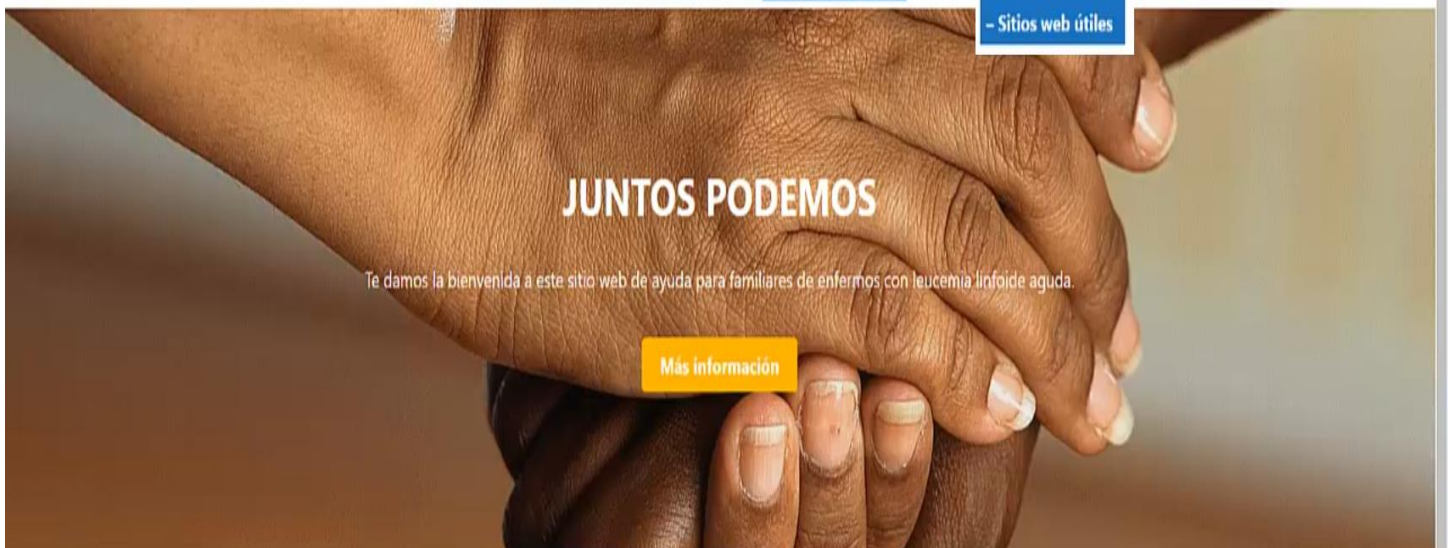 – Sitios web útiles
JUNTOS PODEMOS
Te damos la bienvenida a este sitio web de ayuda para familiares de enfermos con leucemia linfoide aguda.
Más información